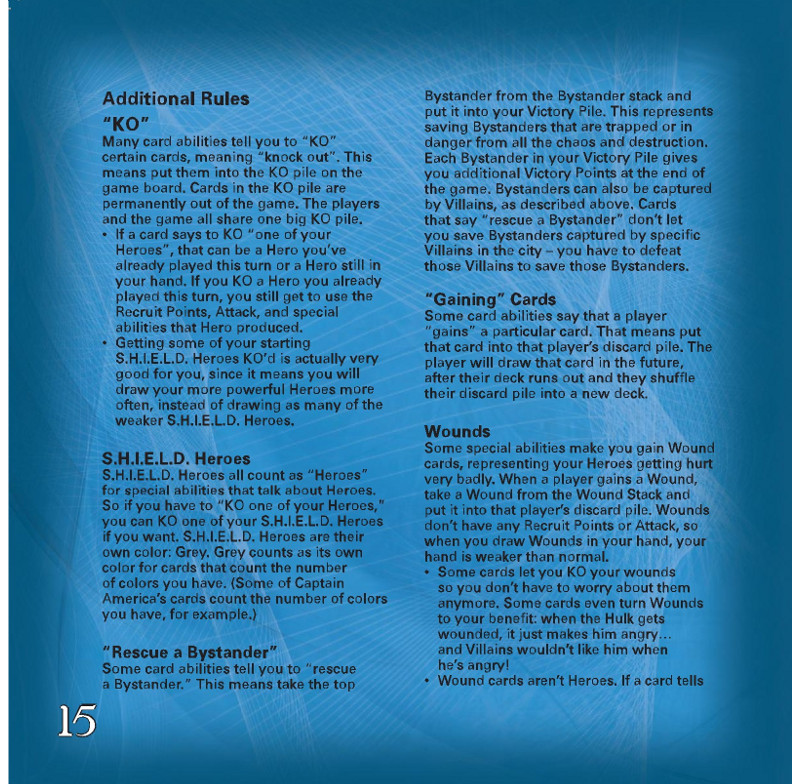 Additional Rules
"KO"
Many card abilities tell you to "KO"
certain cards, meaning "knock out". This
means put them into the KO pile on the
game board. Cards in the KO pile are
permanently out of the game. The players
and the game all share one big KO pile.
• If a card says to KO "one of your
Heroes", that can be a Hero you've
already played this turn or a Hero still in
your hand. If you KO a Hero you already
played this turn, you still get to use the
Recruit Points, Attack, and special
abilities that Hero produced.
• Getting some of your starting
S.H.I.E.L.D. Heroes KO'd is actually very
good for you, since it means you will
draw your more powerful Heroes more
often, instead of drawing as many of the
weaker S.H.I.E.L.D. Heroes.
S.H.I.E.L.D. Heroes
S.H.I.E.L.D. Heroes all count as "Heroes"
for special abilities that talk about Heroes.
So if you have to "KO one of your Heroes,"
you can KO one of your S.H.I.E.L.D. Heroes
if you want. S.H.I.E.L.D. Heroes are their
own color: Grey. Grey counts as its own
color for cards that count the number
of colors you have. (Some of Captain
America's cards count the number of colors
you have, for example.)
"Rescue a Bystander"
Some card abilities tell you to "rescue
a Bystander." This means take the top
Bystander from the Bystander stack and
put it into your Victory Pile. This represents
saving Bystanders that are trapped or in
danger from all the chaos and destruction.
Each Bystander in your Victory Pile gives
you additional Victory Points at the end of
the game. Bystanders can also be captured
by Villains, as described above. Cards
that say "rescue a Bystander" don't let
you save Bystanders captured by specific
Villains in the city – you have to defeat
those Villains to save those Bystanders.
"Gaining" Cards
Some card abilities say that a player
"gains" a particular card. That means put
that card into that player's discard pile. The
player will draw that card in the future,
after their deck runs out and they shuffle
their discard pile into a new deck.
Wounds
Some special abilities make you gain Wound
cards, representing your Heroes getting hurt
very badly. When a player gains a Wound,
take a Wound from the Wound Stack and
put it into that player's discard pile. Wounds
don't have any Recruit Points or Attack, so
when you draw Wounds in your hand, your
hand is weaker than normal.
• Some cards let you KO your wounds
so you don't have to worry about them
anymore. Some cards even turn Wounds
to your benefit: when the Hulk gets
wounded, it just makes him angry...
and Villains wouldn't like him when
he's angry!
• Wound cards aren't Heroes. If a card tells
15